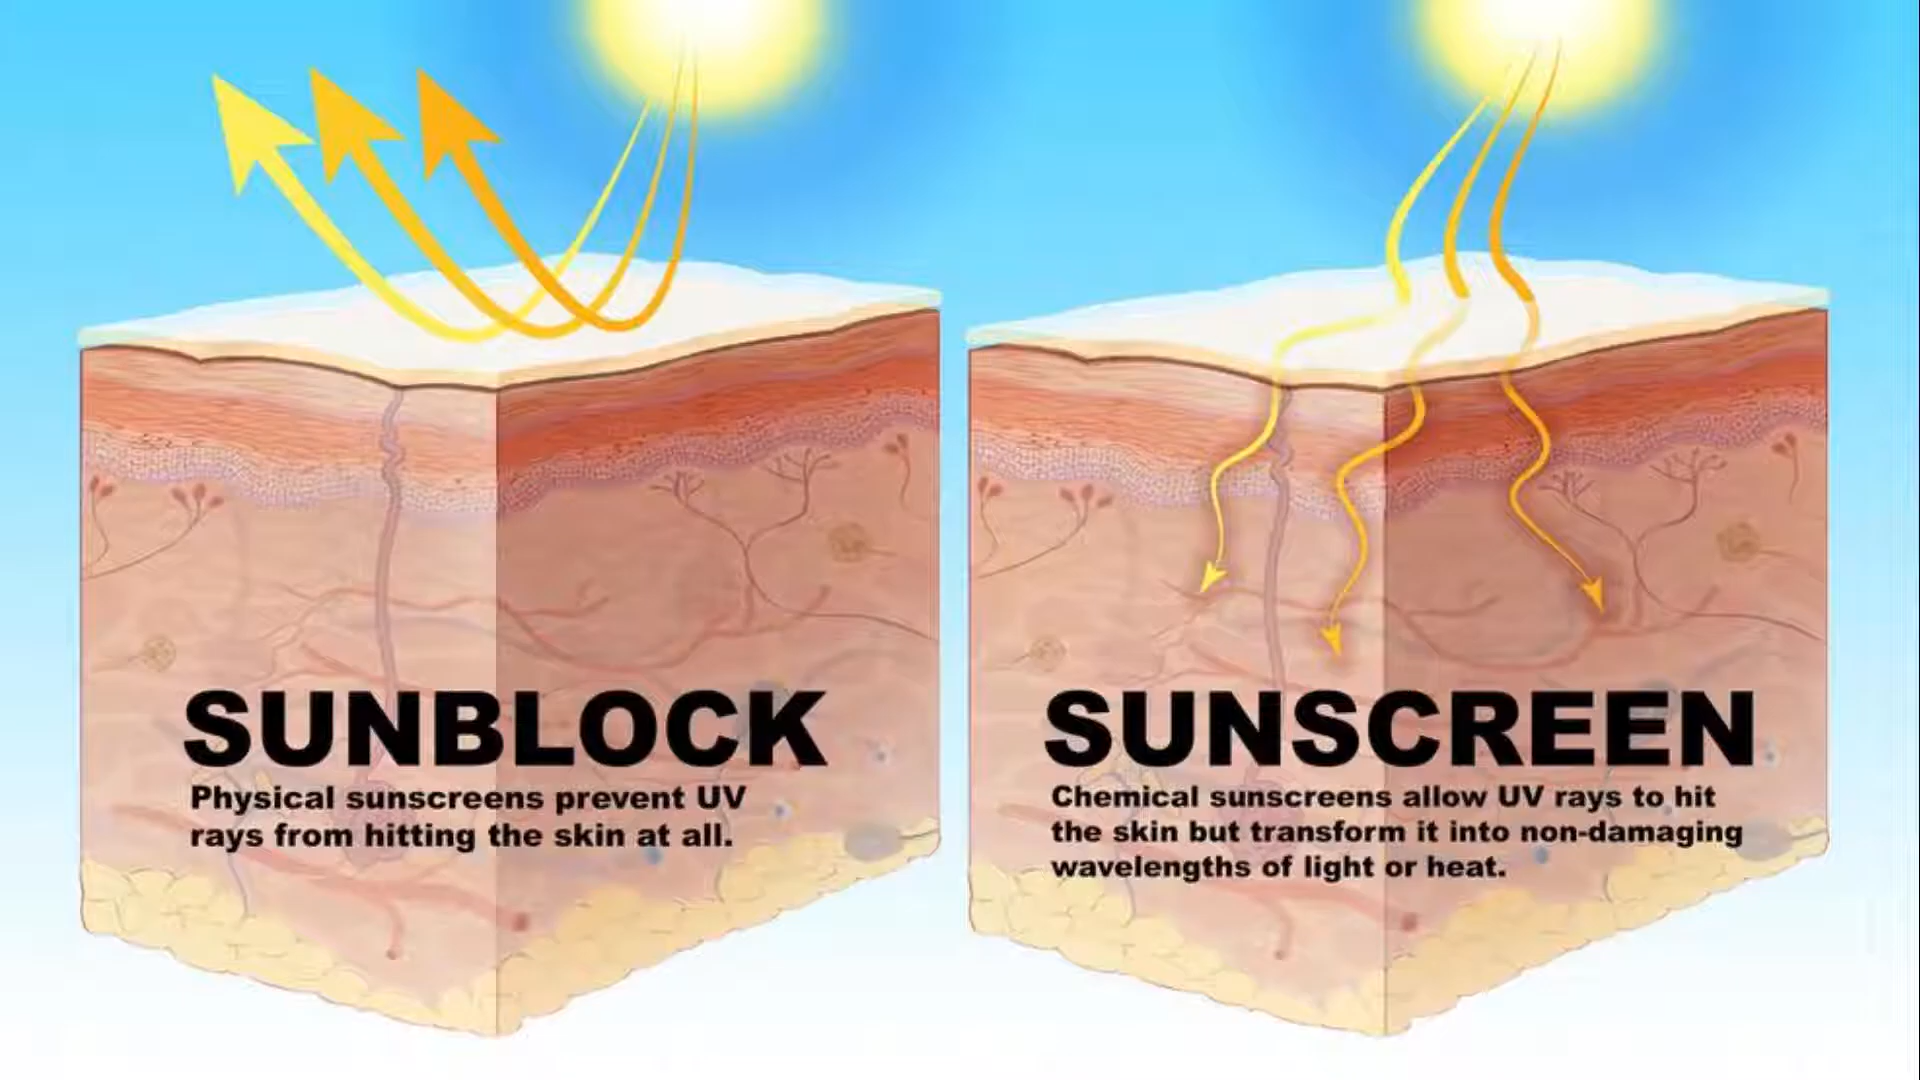 SUNBLOCK
Physical sunscreens prevent UV
rays from hitting the skin at all.
SUNSCREEN
Chemical sunscreens allow UV rays to hit
the skin but transform it into non-damaging
wavelengths of light or heat.